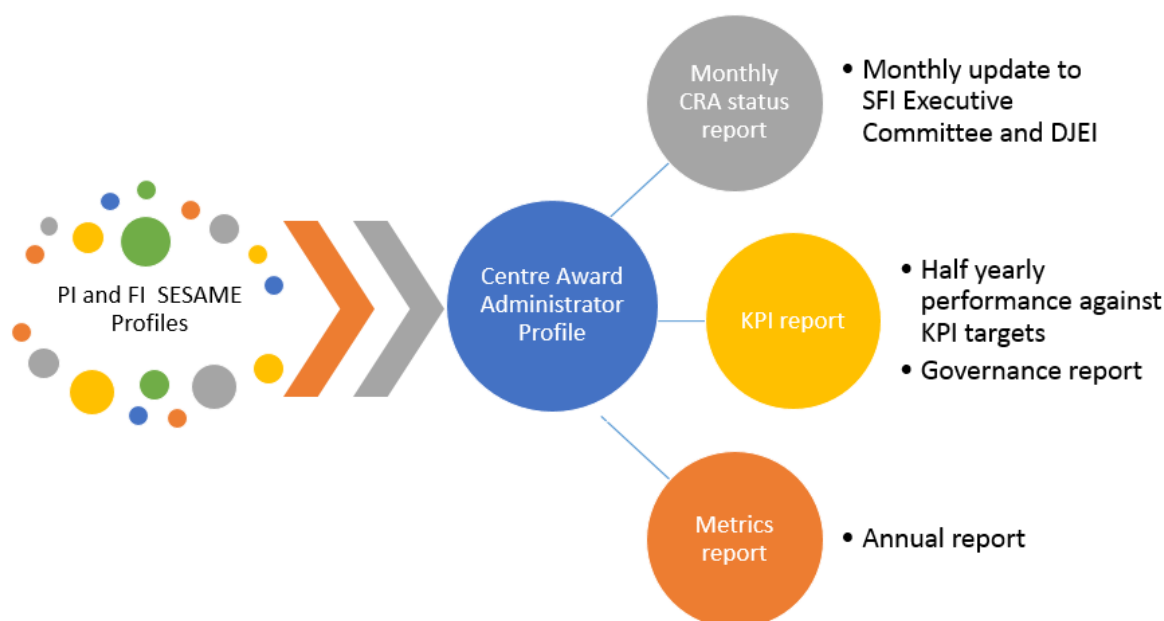 PI and FI  SESAME
Profiles
Centre Award
Administrator
Profile
Monthly
CRA status
report
• Monthly update to
SFI Executive
Committee and DJEI
KPI report
• Half yearly
performance against
KPI targets
• Governance report
Metrics
report
• Annual report